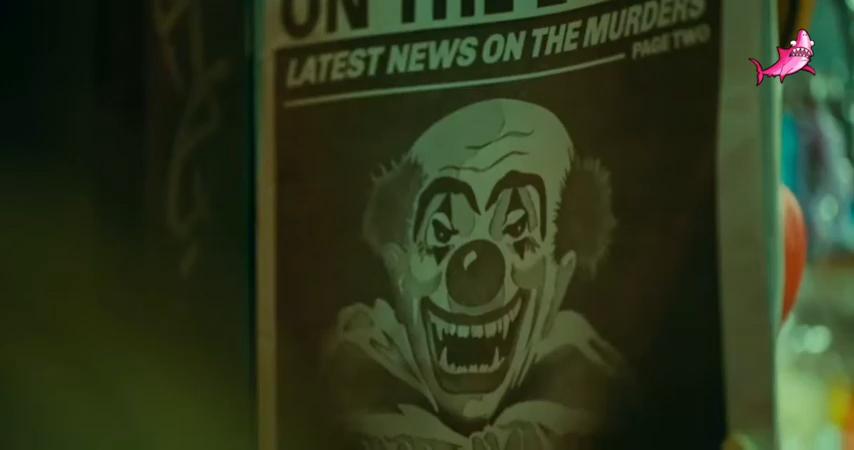 ON THE
LATEST NEWS ON THE MURDERS
PAGE TWO